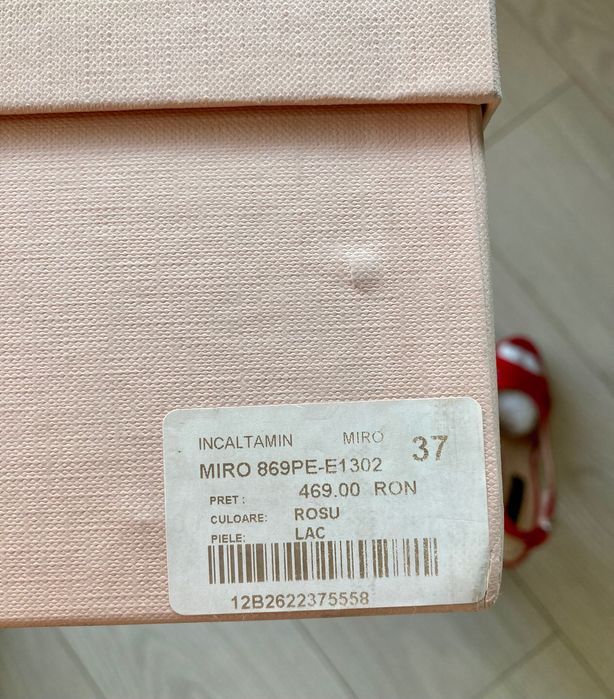 INCALTAMIN MIRO 37
MIRO 869PE-E1302
PRET : 469.00 RON
CULOARE: ROSU
PIELE: LAC
12B2622375558